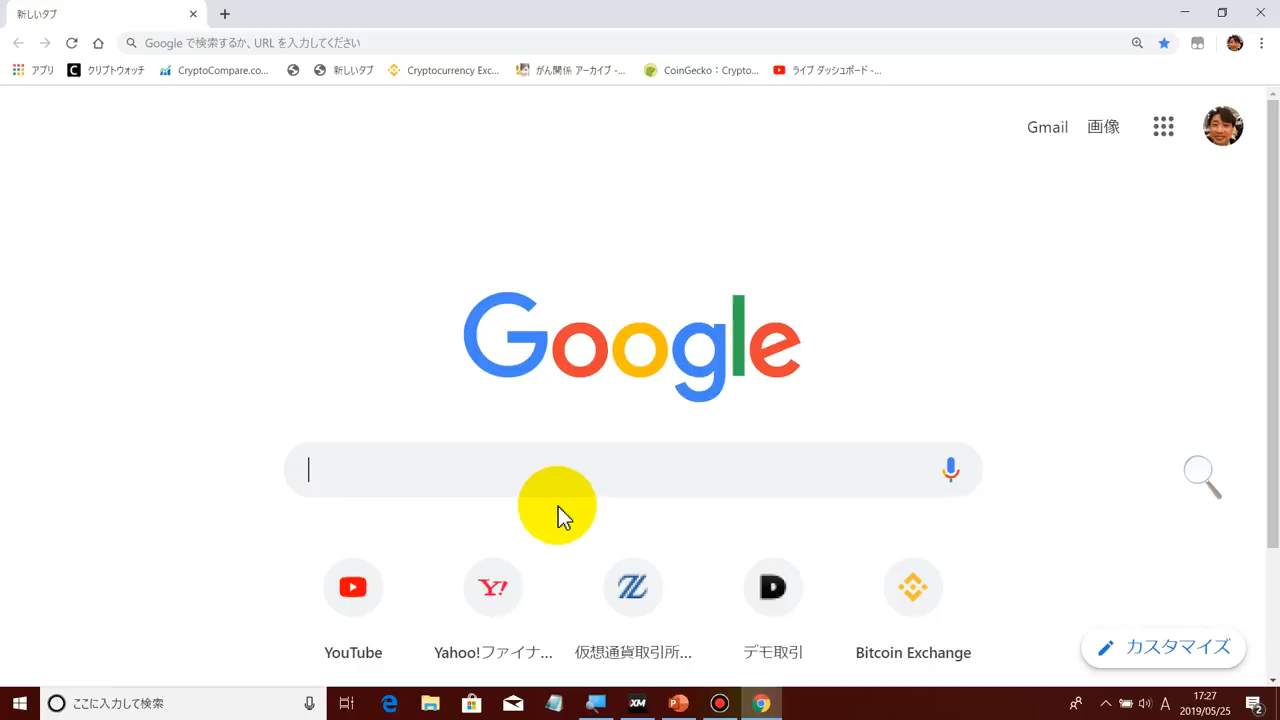 新しいタブ
Google で検索するか、URL を入力してください
アプリ
クリプトウォッチ
CryptoCompare.co...
新しいタブ
Cryptocurrency Exc...
がん関係 アーカイブ -...
CoinGecko：Crypto...
ライブ ダッシュボード -...
Gmail
画像
Google
YouTube
Yahoo!ファイナ...
仮想通貨取引所...
デモ取引
Bitcoin Exchange
カスタマイズ
ここに入力して検索
XM
A
17:27
2019/05/25
2